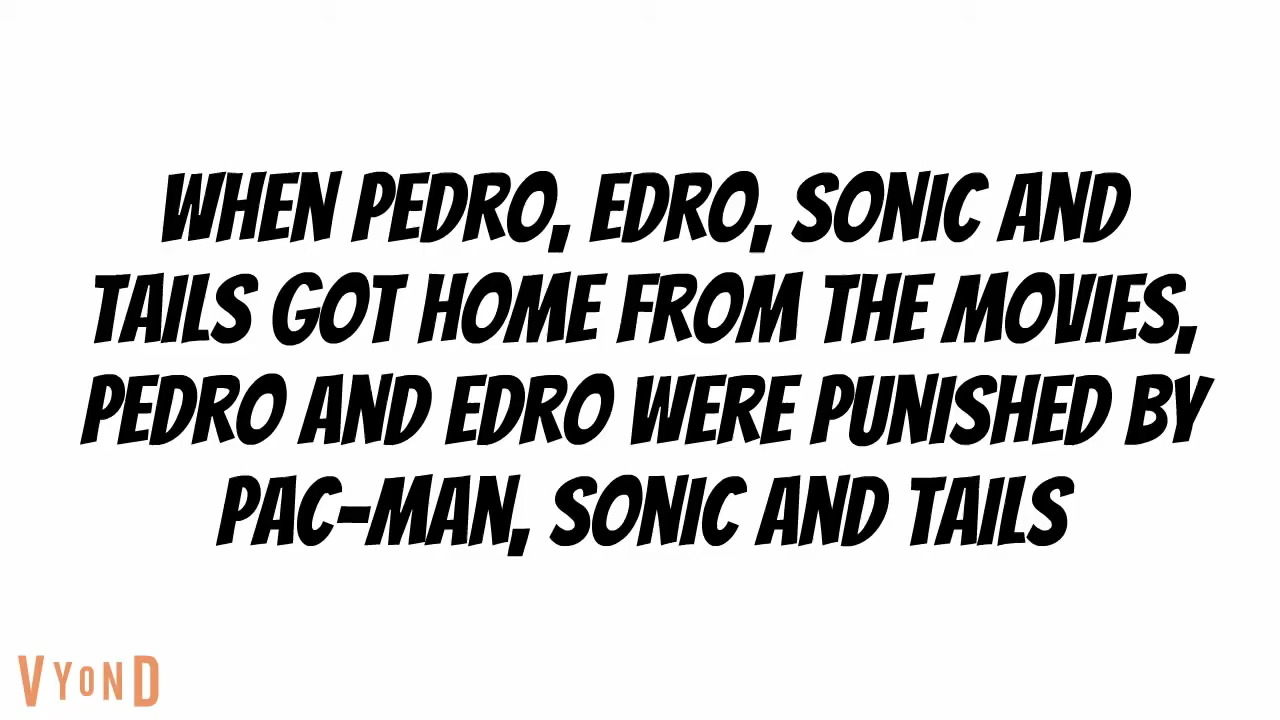 WHEN PEDRO, EDRO, SONIC AND
TAILS GOT HOME FROM THE MOVIES,
PEDRO AND EDRO WERE PUNISHED BY
PAC-MAN, SONIC AND TAILS
VYOND